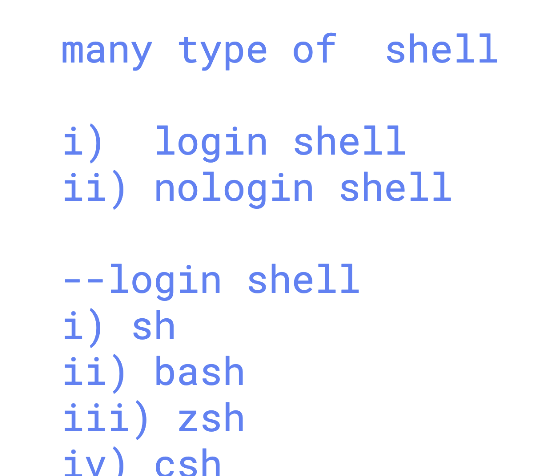 many type of  shell
i)  login shell
ii) nologin shell
--login shell
i) sh
ii) bash
iii) zsh
iv) csh